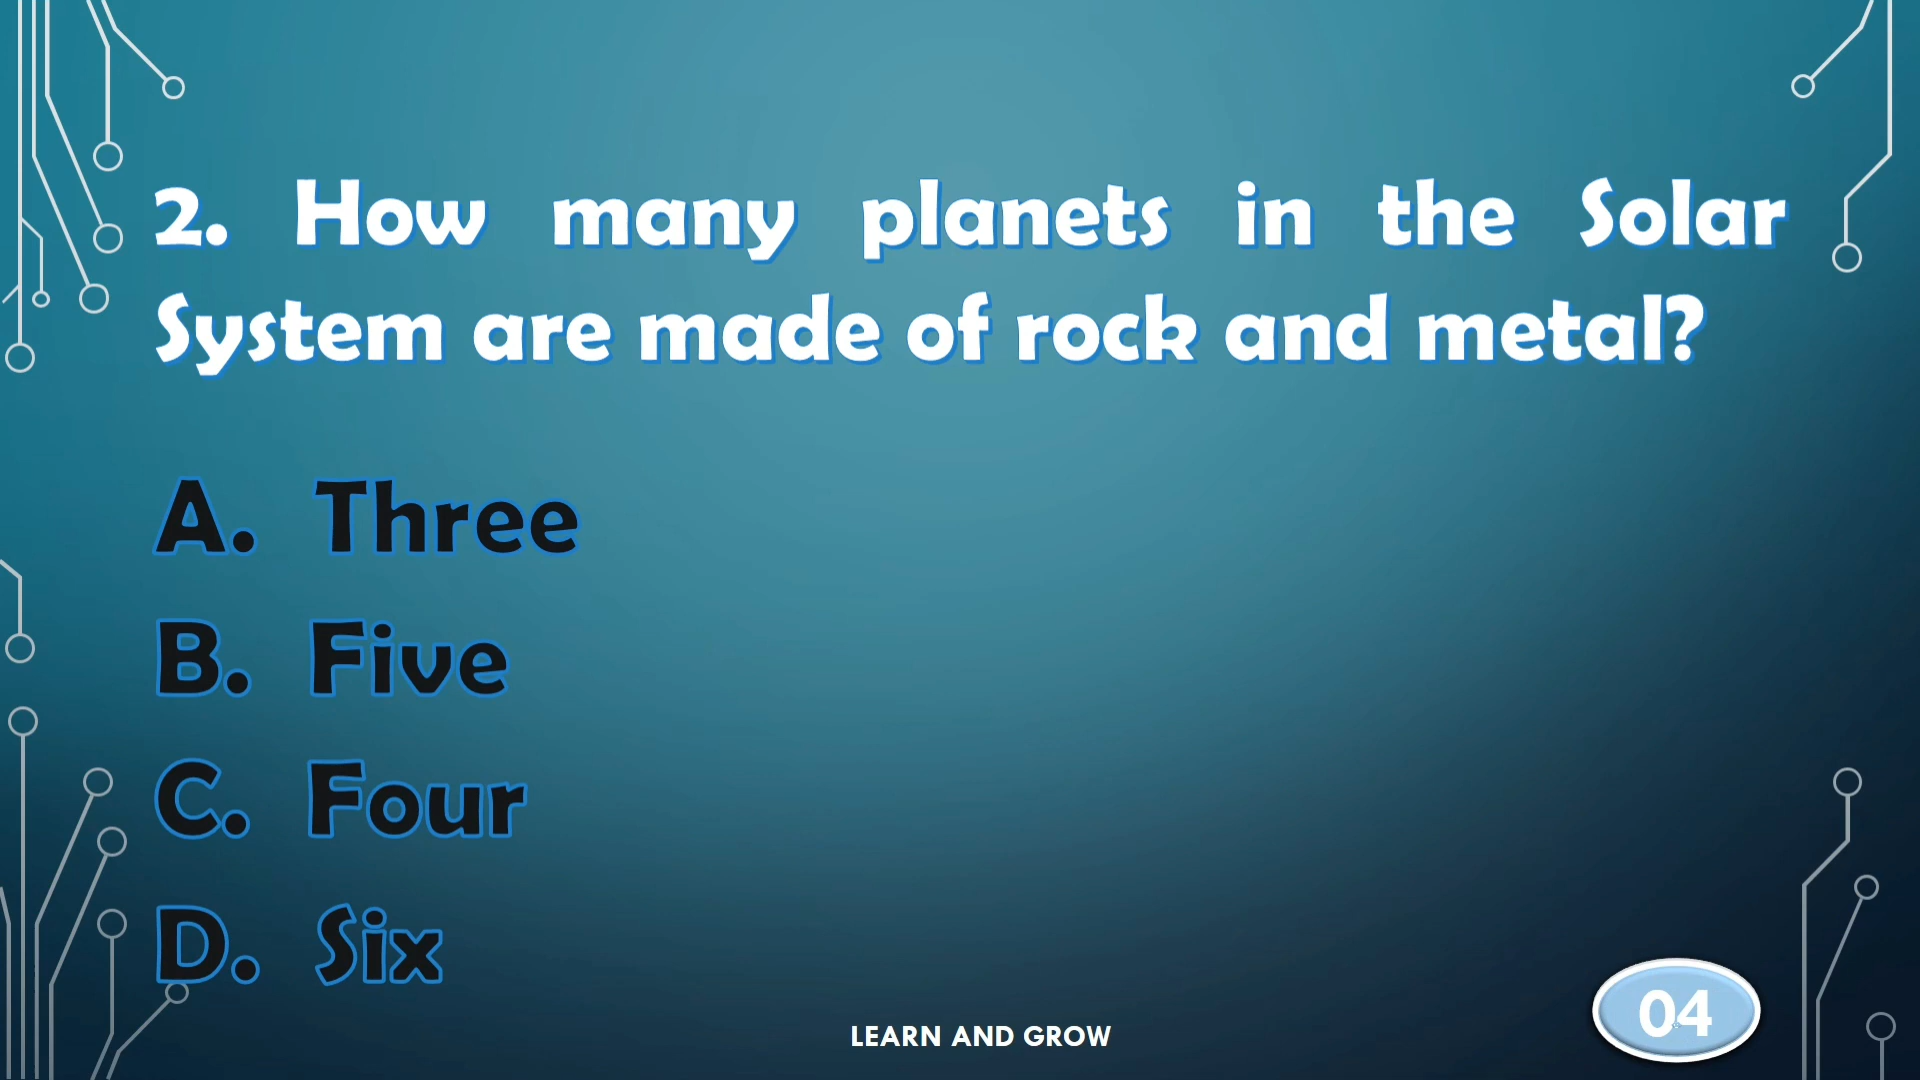 2. How many planets in the Solar
System are made of rock and metal?
A. Three
B. Five
C. Four
D. Six
LEARN AND GROW
04